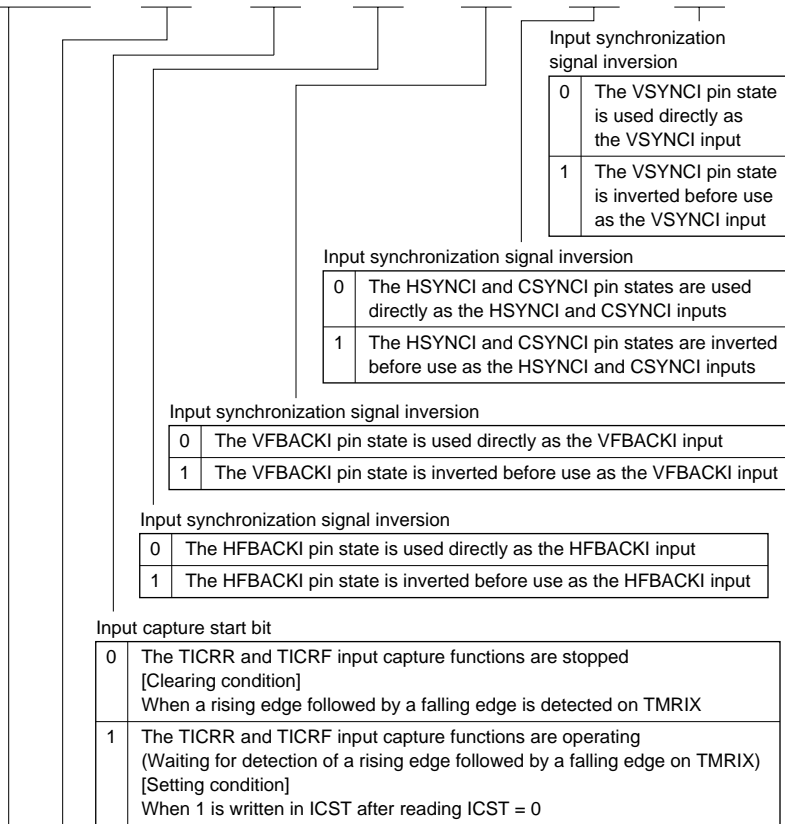 Input synchronization
signal inversion
0 The VSYNCI pin state
is used directly as
the VSYNCI input
1 The VSYNCI pin state
is inverted before use
as the VSYNCI input
Input synchronization signal inversion
0 The HSYNCI and CSYNCI pin states are used
directly as the HSYNCI and CSYNCI inputs
1 The HSYNCI and CSYNCI pin states are inverted
before use as the HSYNCI and CSYNCI inputs
Input synchronization signal inversion
0 The VFBACKI pin state is used directly as the VFBACKI input
1 The VFBACKI pin state is inverted before use as the VFBACKI input
Input synchronization signal inversion
0 The HFBACKI pin state is used directly as the HFBACKI input
1 The HFBACKI pin state is inverted before use as the HFBACKI input
Input capture start bit
0 The TICRR and TICRF input capture functions are stopped
[Clearing condition]
When a rising edge followed by a falling edge is detected on TMRIX
1 The TICRR and TICRF input capture functions are operating
(Waiting for detection of a rising edge followed by a falling edge on TMRIX)
[Setting condition]
When 1 is written in ICST after reading ICST = 0